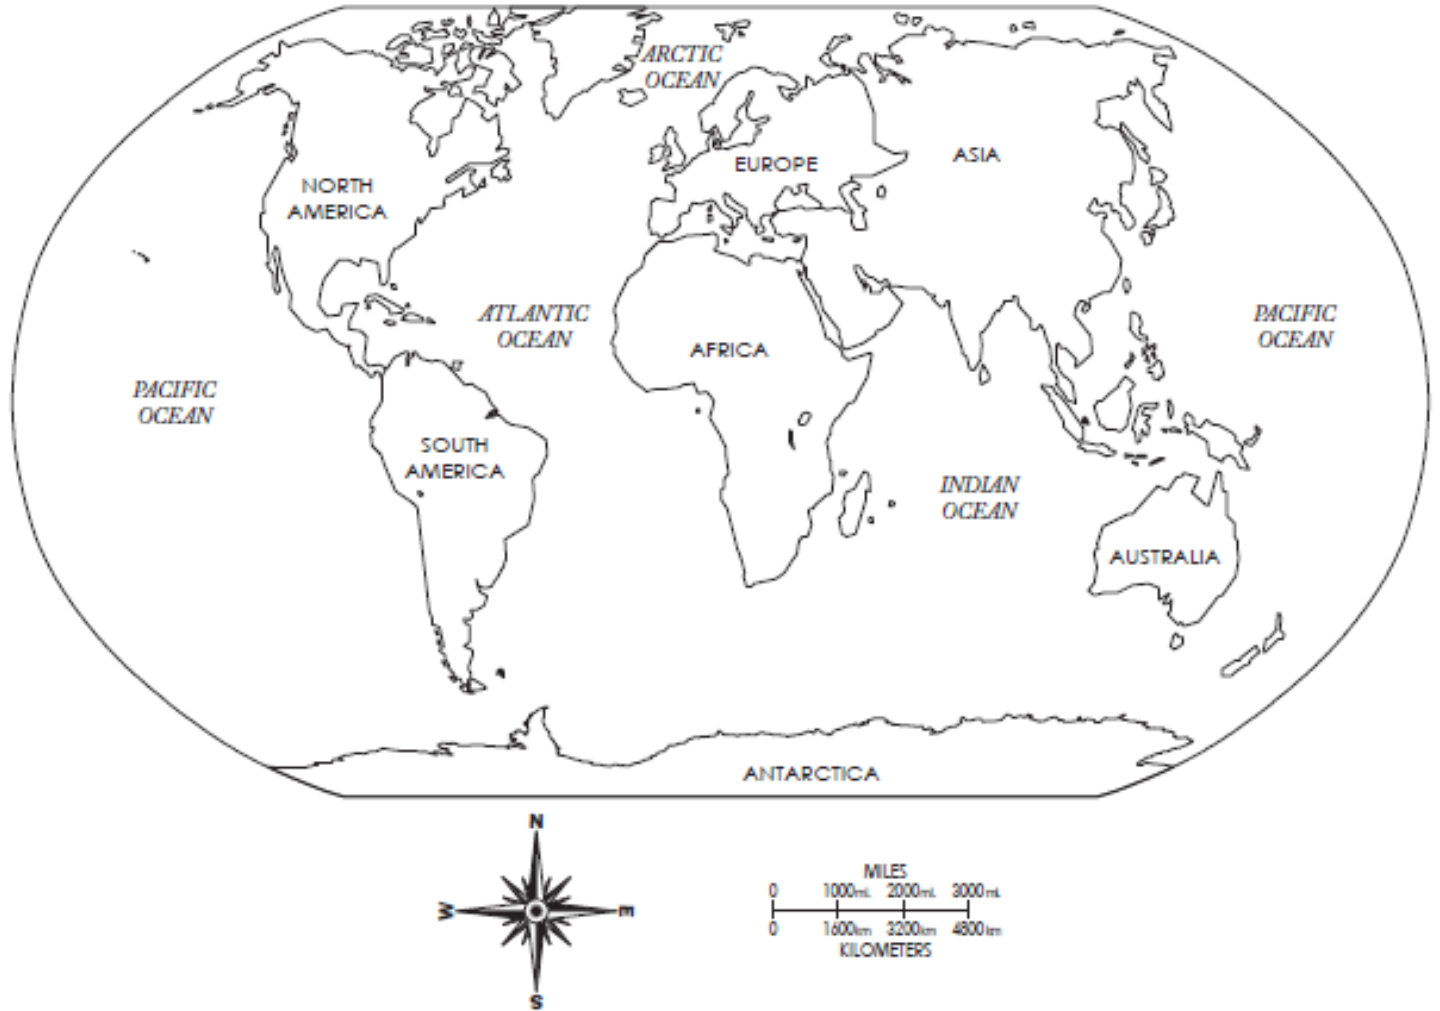 ARCTIC
OCEAN
EUROPE
ASIA
NORTH
AMERICA
ATLANTIC
OCEAN
PACIFIC
OCEAN
AFRICA
PACIFIC
OCEAN
SOUTH
AMERICA
INDIAN
OCEAN
AUSTRALIA
ANTARCTICA
N
W E
S
MILES
0 1000mi. 2000mi. 3000mi.
0 1600km 3200km 4800km
KILOMETERS